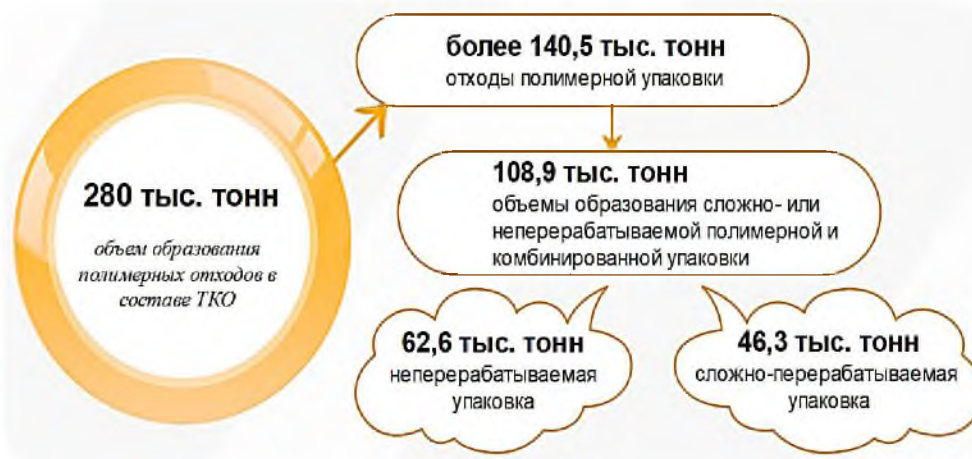 более 140,5 тыс. тонн
отходы полимерной упаковки
280 тыс. тонн
объем образования
полимерных отходов в
составе ТКО
108,9 тыс. тонн
объемы образования сложно- или
неперерабатываемой полимерной и
комбинированной упаковки
62,6 тыс. тонн
неперерабатываемая
упаковка
46,3 тыс. тонн
сложно-перерабатываемая
упаковка